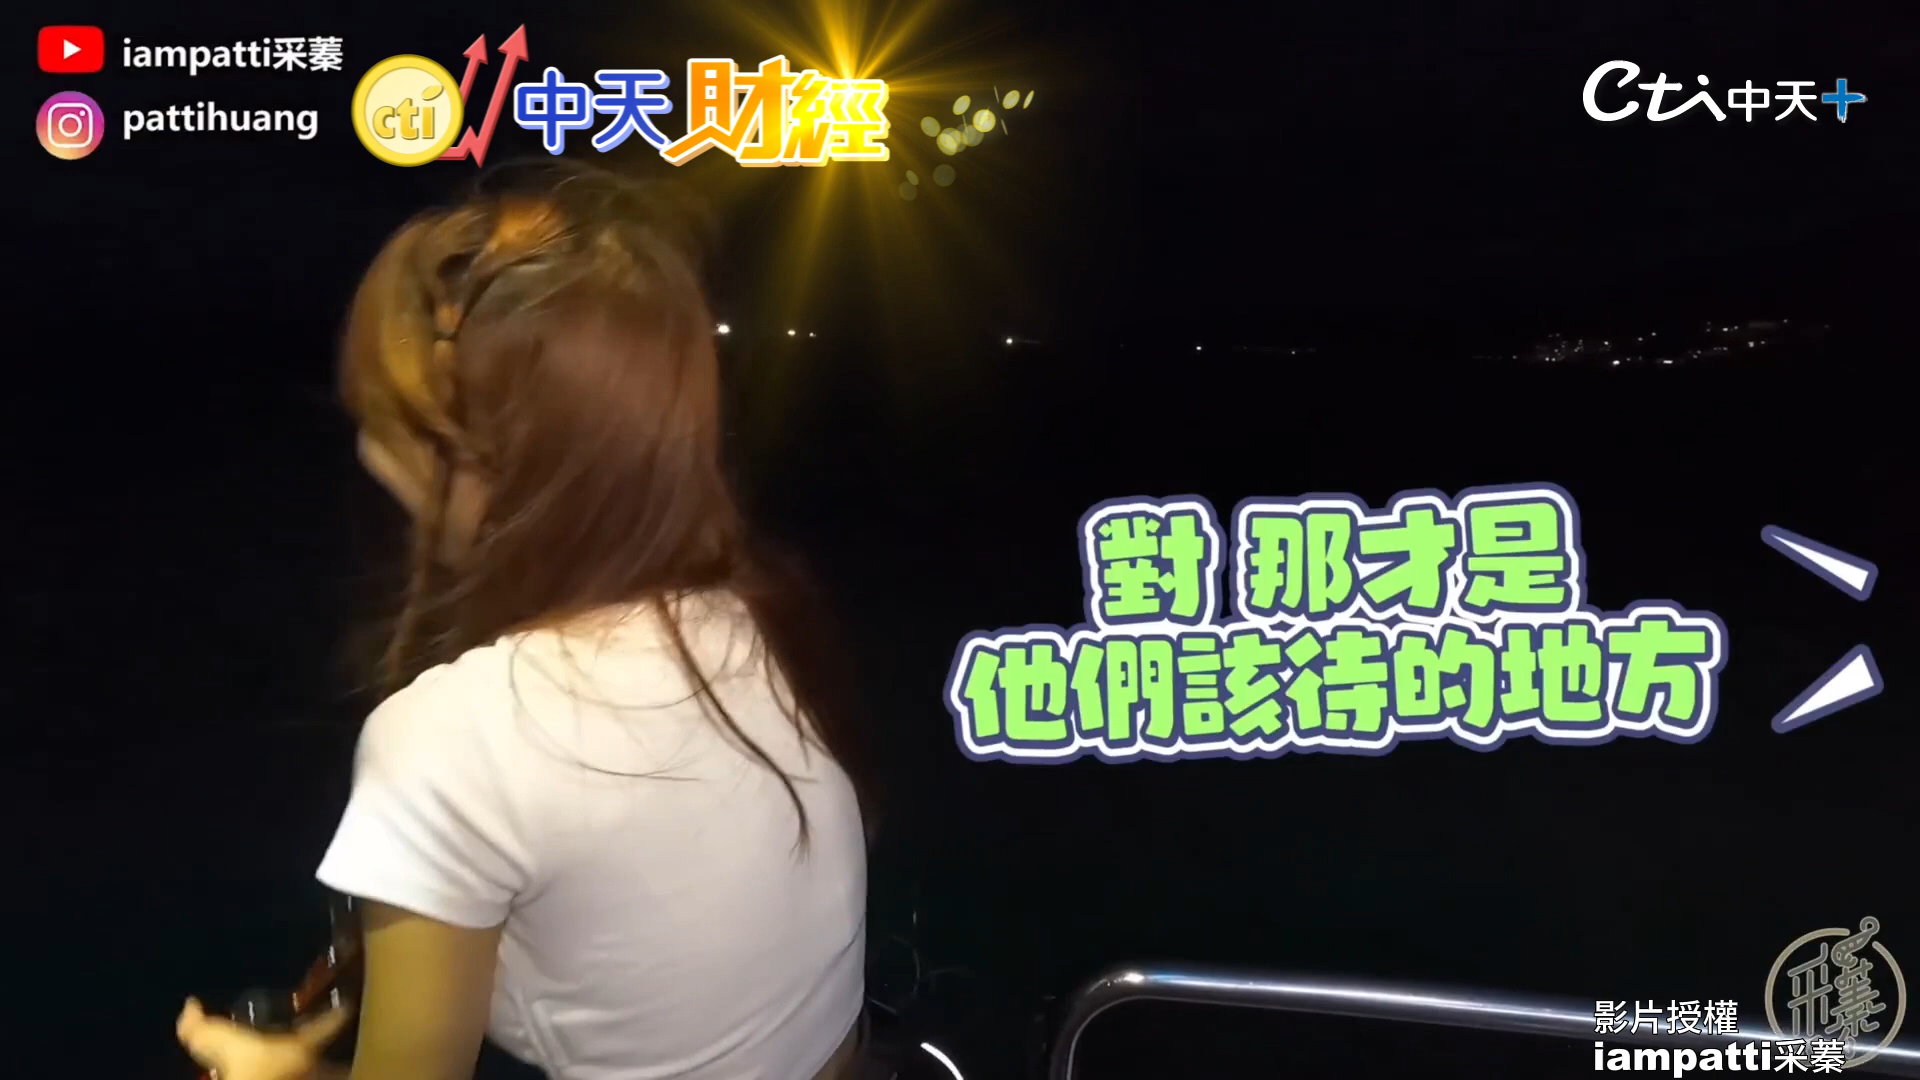 iampatti采蓁
pattihuang
cti
中天財經
cti中天+
對 那才是
他們該待的地方
采蓁
影片授權
iampatti采蓁